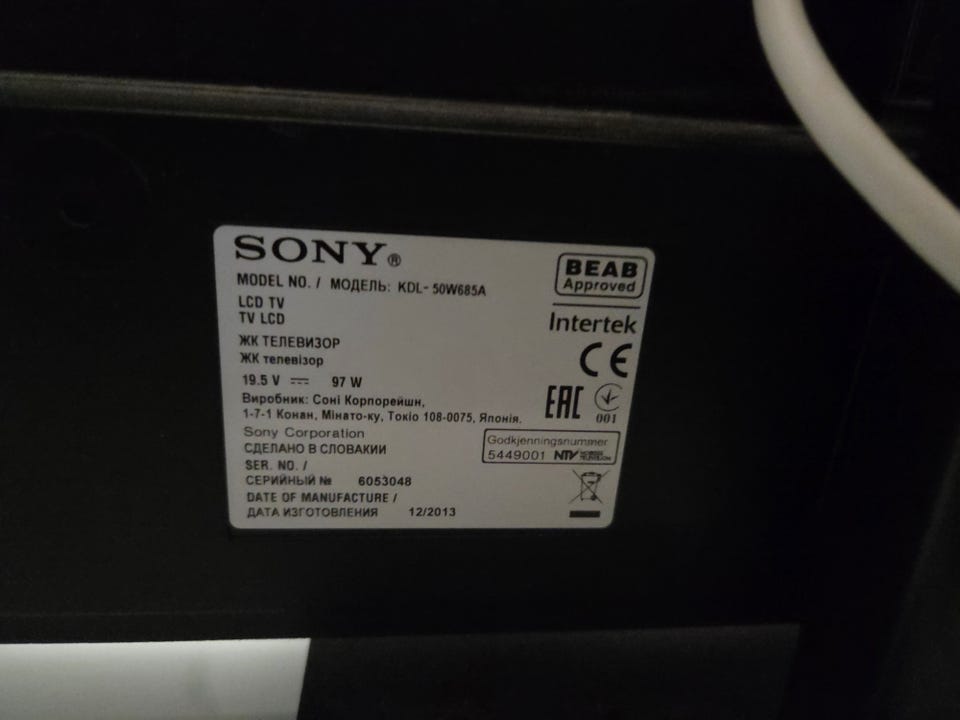 SONY®
MODEL NO. / МОДЕЛЬ: KDL- 50W685A
LCD TV
TV LCD
ЖК ТЕЛЕВИЗОР
ЖК телевізор
19.5 V 97 W
Виробник: Соні Корпорейшн,
1-7-1 Конан, Мінато-ку, Токіо 108-0075, Японія.
Sony Corporation
СДЕЛАНО В СЛОВАКИИ
SER. NO. /
СЕРИЙНЫЙ № 6053048
DATE OF MANUFACTURE /
ДАТА ИЗГОТОВЛЕНИЯ 12/2013
BEAB
Approved
Intertek
CE
EAC
001
Godkjenningsnummer
5449001 NTV